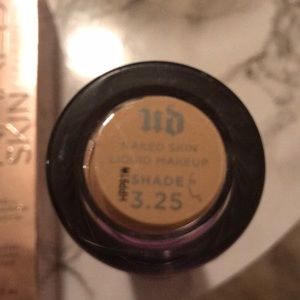 SKIN
UD
NAKED SKIN
LIQUID MAKEUP
SHADE
3.25